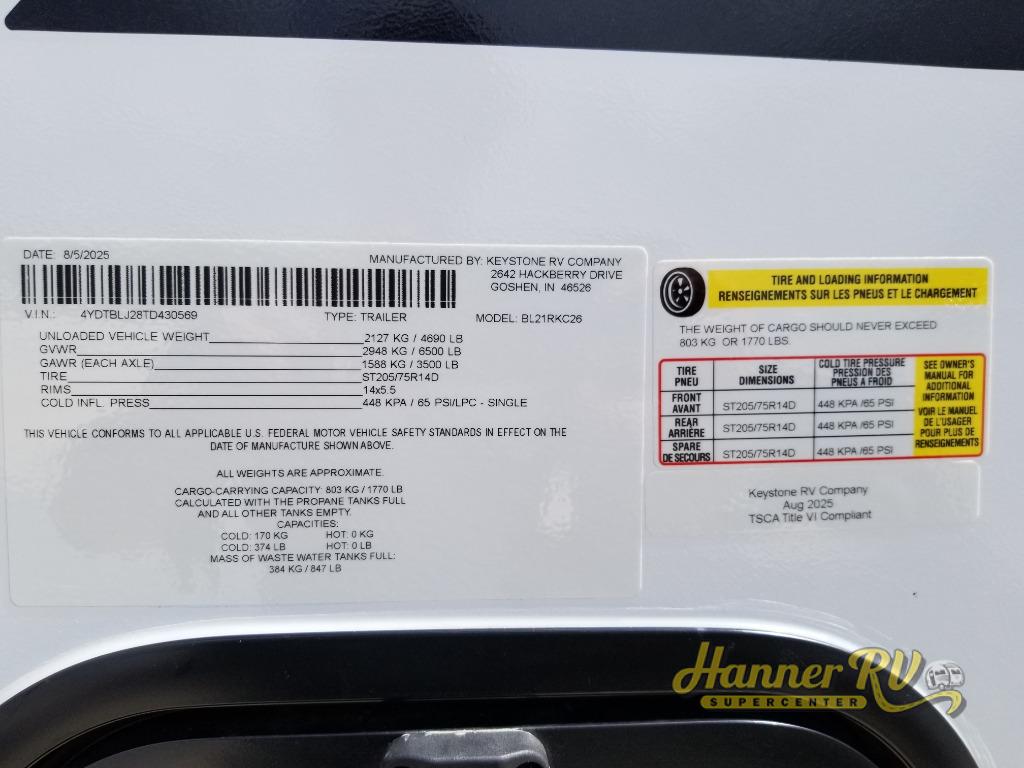 DATE: 8/5/2025
MANUFACTURED BY: KEYSTONE RV COMPANY
2642 HACKBERRY DRIVE
GOSHEN, IN 46526
V.I.N.: 4YDTBLJ28TD430569 TYPE: TRAILER MODEL: BL21RKC26
UNLOADED VEHICLE WEIGHT 2127 KG / 4690 LB
GVWR 2948 KG / 6500 LB
GAWR (EACH AXLE) 1588 KG / 3500 LB
TIRE ST205/75R14D
RIMS 14x5.5
COLD INFL. PRESS 448 KPA / 65 PSI/LPC - SINGLE
THIS VEHICLE CONFORMS TO ALL APPLICABLE U.S. FEDERAL MOTOR VEHICLE SAFETY STANDARDS IN EFFECT ON THE
DATE OF MANUFACTURE SHOWN ABOVE.
ALL WEIGHTS ARE APPROXIMATE.
CARGO-CARRYING CAPACITY: 803 KG / 1770 LB
CALCULATED WITH THE PROPANE TANKS FULL
AND ALL OTHER TANKS EMPTY.
CAPACITIES:
COLD: 170 KG HOT: 0 KG
COLD: 374 LB HOT: 0 LB
MASS OF WASTE WATER TANKS FULL:
384 KG / 847 LB
TIRE AND LOADING INFORMATION
RENSEIGNEMENTS SUR LES PNEUS ET LE CHARGEMENT
THE WEIGHT OF CARGO SHOULD NEVER EXCEED
803 KG OR 1770 LBS.
TIRE
PNEU
SIZE
DIMENSIONS
COLD TIRE PRESSURE
PRESSION DES
PNEUS A FROID
FRONT
AVANT
ST205/75R14D 448 KPA /65 PSI
REAR
ARRIÈRE
ST205/75R14D 448 KPA /65 PSI
SPARE
DE SECOURS
ST205/75R14D 448 KPA /65 PSI
SEE OWNER'S
MANUAL FOR
ADDITIONAL
INFORMATION
VOIR LE MANUEL
DE L'USAGER
POUR PLUS DE
RENSEIGNEMENTS
Keystone RV Company
Aug 2025
TSCA Title VI Compliant
Hanner RV
SUPERCENTER